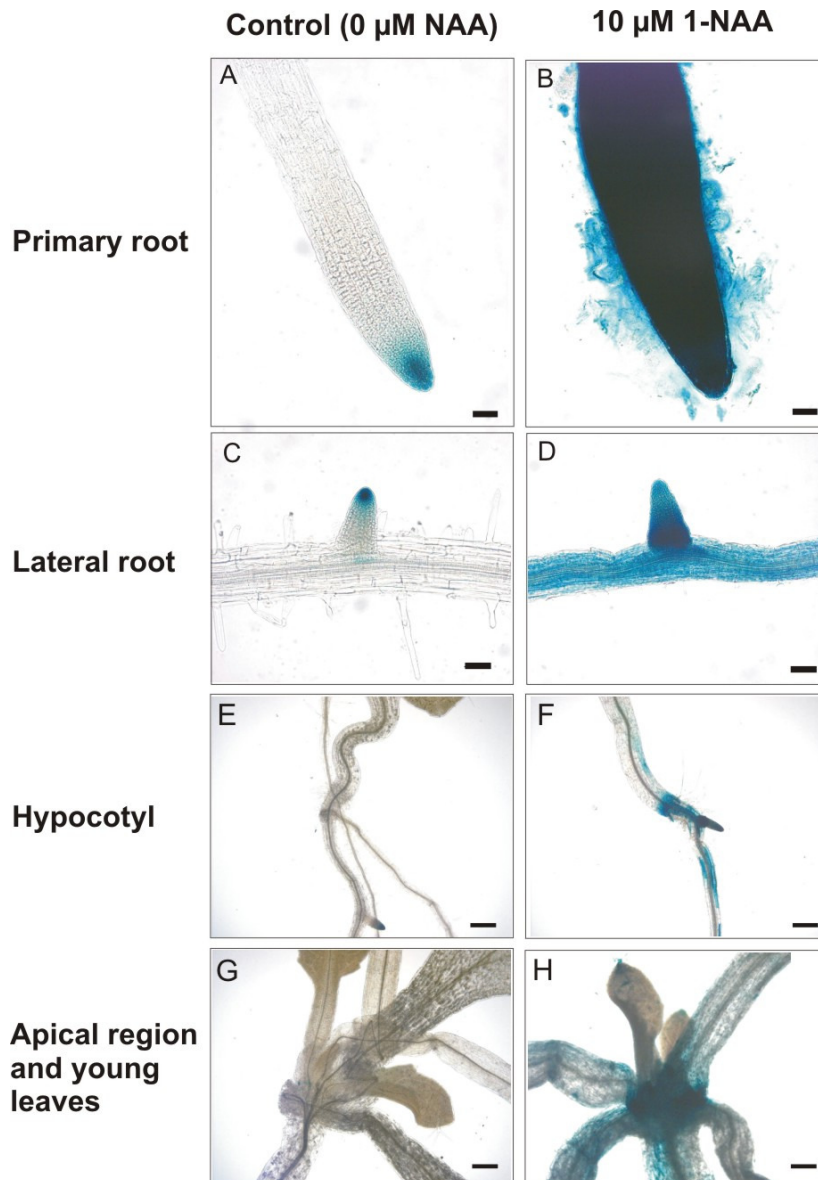 Control (0 µM NAA)
10 µM 1-NAA
A
B
Primary root
C
D
Lateral root
E
F
Hypocotyl
G
H
Apical region
and young
leaves